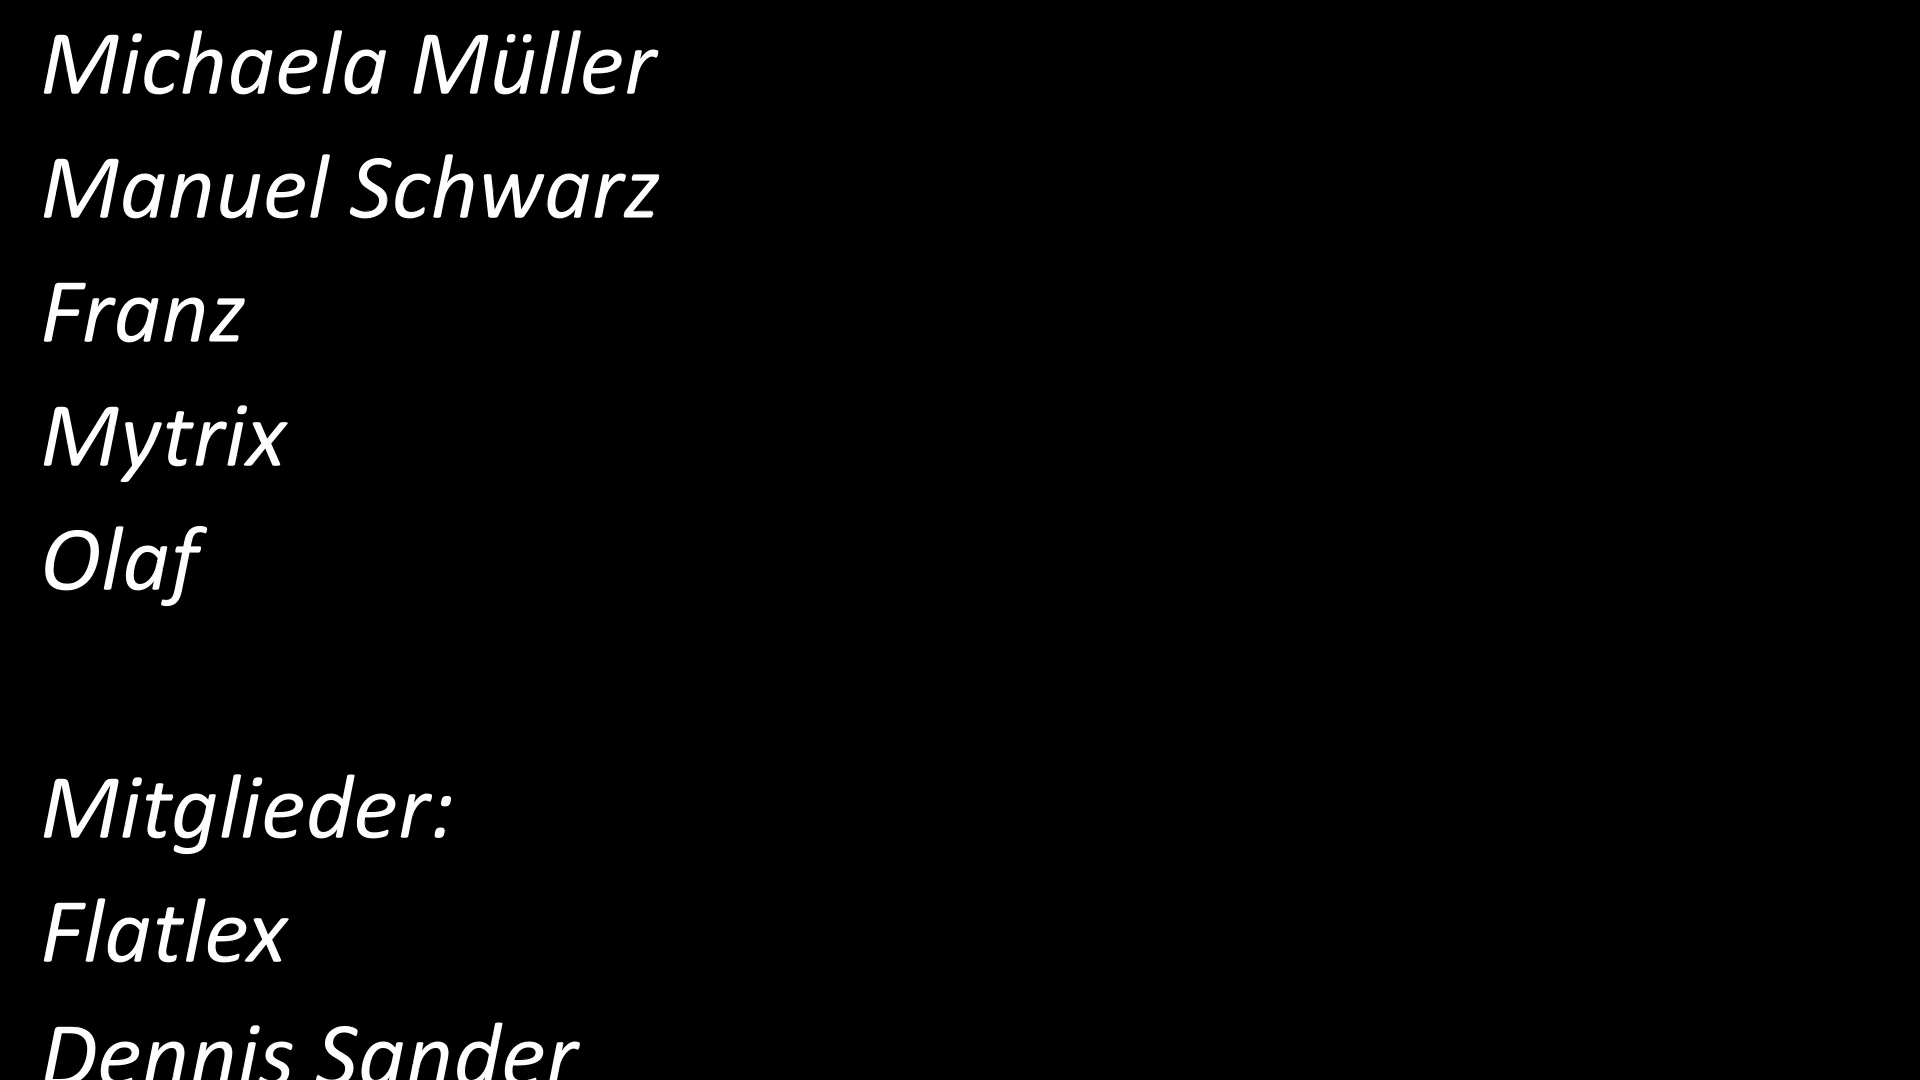 Michaela Müller
Manuel Schwarz
Franz
Mytrix
Olaf
Mitglieder:
Flatlex
Dennis Sander